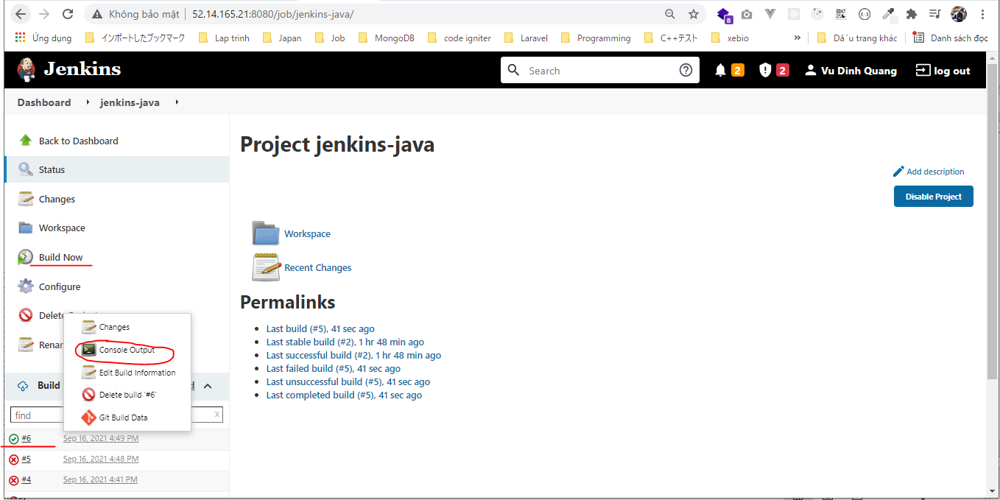 Không bảo mật | 52.14.165.21:8080/job/jenkins-java/
8
Ứng dụng インポートしたブックマーク Lap trinh Japan Job MongoDB code igniter Laravel Programming C++テスト xebio » Dấu trang khác Danh sách đọc
Jenkins
Search
2
2
Vu Dinh Quang
log out
Dashboard
jenkins-java
Back to Dashboard
Status
Changes
Workspace
Build Now
Configure
Delete
Renam
Build
find
x
#6 Sep 16, 2021 4:49 PM
#5 Sep 16, 2021 4:48 PM
#4 Sep 16, 2021 4:41 PM
Changes
Console Output
Edit Build Information
Delete build ‘#6’
Git Build Data
Project jenkins-java
Add description
Disable Project
Workspace
Recent Changes
Permalinks
Last build (#5), 41 sec ago
Last stable build (#2), 1 hr 48 min ago
Last successful build (#2), 1 hr 48 min ago
Last failed build (#5), 41 sec ago
Last unsuccessful build (#5), 41 sec ago
Last completed build (#5), 41 sec ago